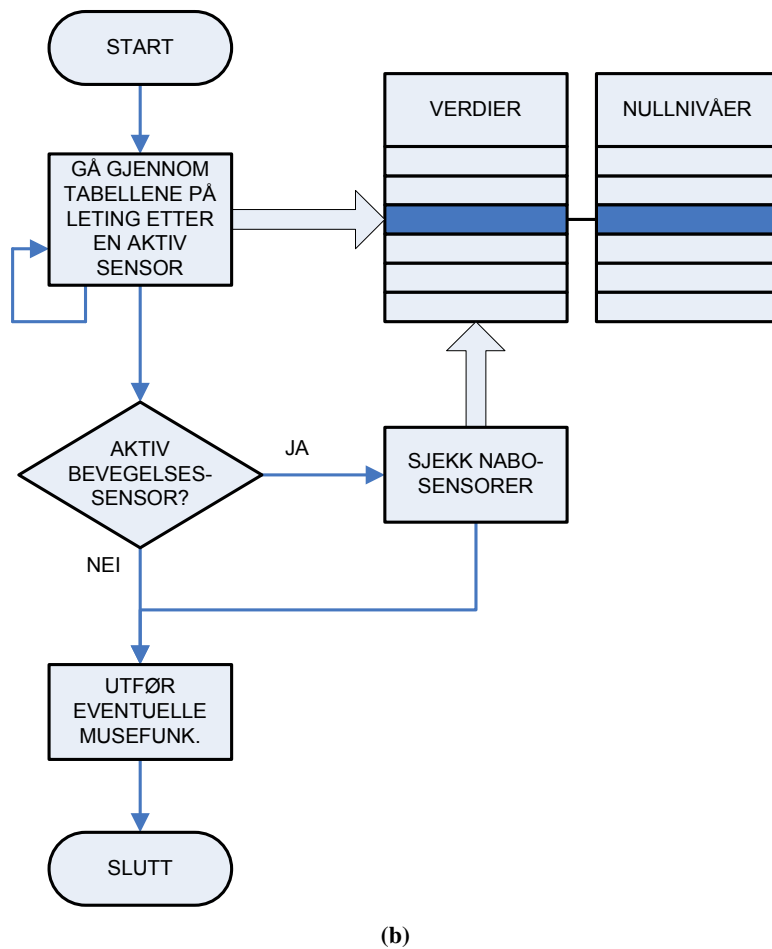 START
VERDIER
NULLNIVÅER
GÅ GJENNOM
TABELLENE PÅ
LETING ETTER
EN AKTIV
SENSOR
AKTIV
BEVEGELSES-
SENSOR?
JA
SJEKK NABO-
SENSORER
NEI
UTFØR
EVENTUELLE
MUSEFUNK.
SLUTT
(b)